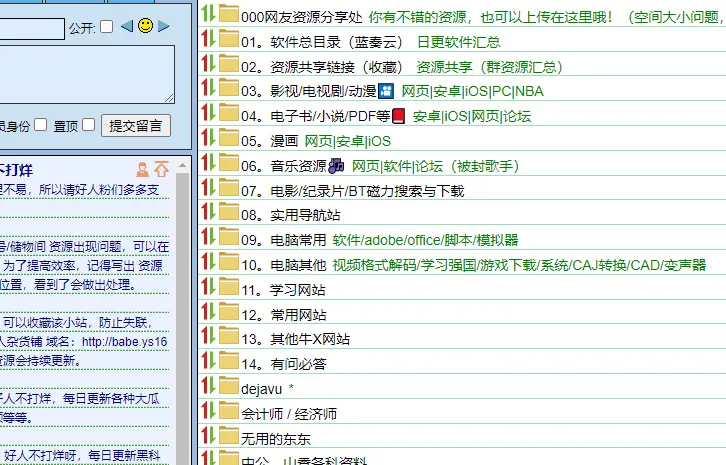 公开:
员身份 置顶 提交留言
不打烊
是不易，所以请好人粉们多多支
号/储物间 资源出现问题，可以在
为了提高效率，记得写出 资源
位置，看到了会做出处理。
可以收藏该小站，防止失联，
人杂货铺 域名：http://babe.ys16
资源会持续更新。
好人不打烊，每日更新各种大瓜
等等。
好人不打烊呀，每日更新黑科
000网友资源分享处 你有不错的资源，也可以上传在这里哦！（空间大小问题，
01。软件总目录（蓝奏云） 日更软件汇总
02。资源共享链接（收藏） 资源共享（群资源汇总）
03。影视/电视剧/动漫 网页|安卓|iOS|PC|NBA
04。电子书/小说/PDF等 安卓|iOS|网页|论坛
05。漫画 网页|安卓|iOS
06。音乐资源 网页|软件|论坛（被封歌手）
07。电影/纪录片/BT磁力搜索与下载
08。实用导航站
09。电脑常用 软件/adobe/office/脚本/模拟器
10。电脑其他 视频格式解码/学习强国/游戏下载/系统/CAJ转换/CAD/变声器
11。学习网站
12。常用网站
13。其他牛X网站
14。有问必答
dejavu *
会计师 / 经济师
无用的东东
中公、山香各科资料